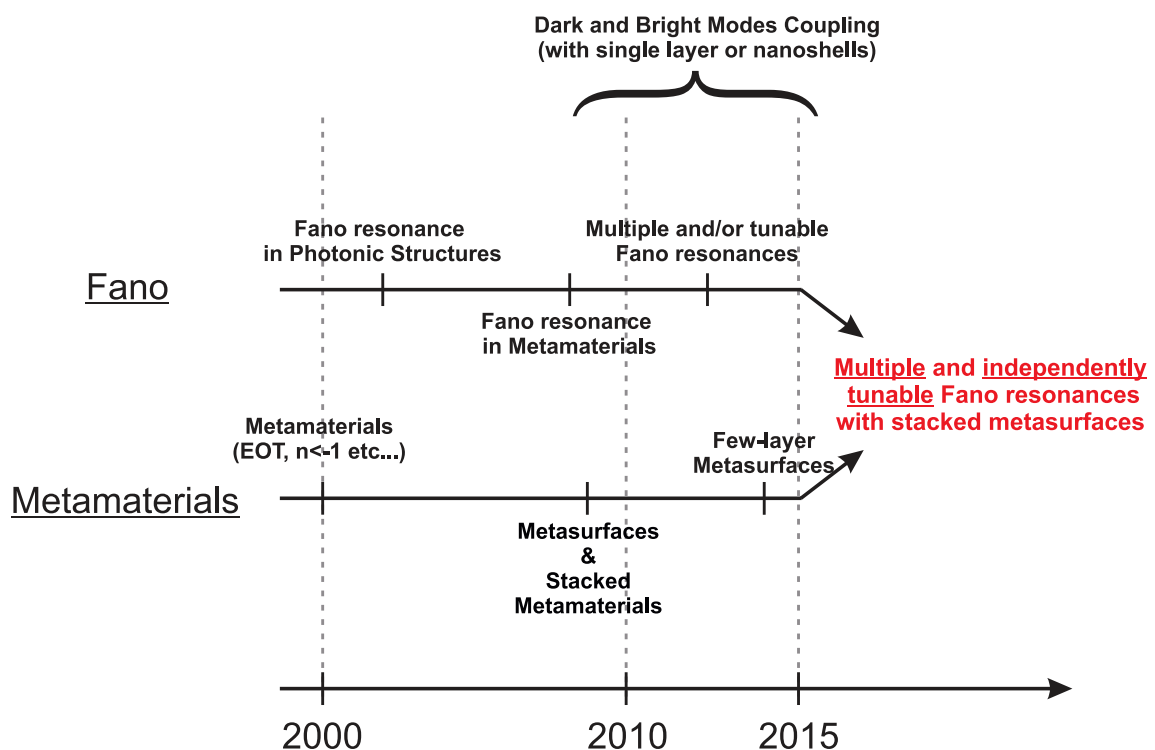 Dark and Bright Modes Coupling
(with single layer or nanoshells)
Fano resonance
in Photonic Structures
Multiple and/or tunable
Fano resonances
Fano
Fano resonance
in Metamaterials
Multiple and independently
tunable Fano resonances
with stacked metasurfaces
Metamaterials
(EOT, n<-1 etc...)
Few-layer
Metasurfaces
Metamaterials
Metasurfaces
&
Stacked
Metamaterials
2000
2010
2015